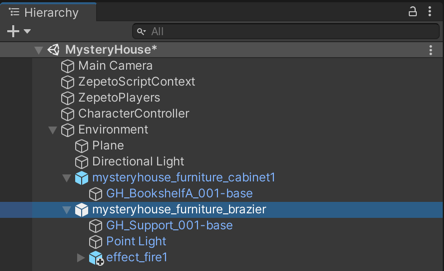 Hierarchy
All
MysteryHouse*
Main Camera
ZepetoScriptContext
ZepetoPlayers
CharacterController
Environment
Plane
Directional Light
mysteryhouse_furniture_cabinet1
GH_BookshelfA_001-base
mysteryhouse_furniture_brazier
GH_Support_001-base
Point Light
effect_fire1